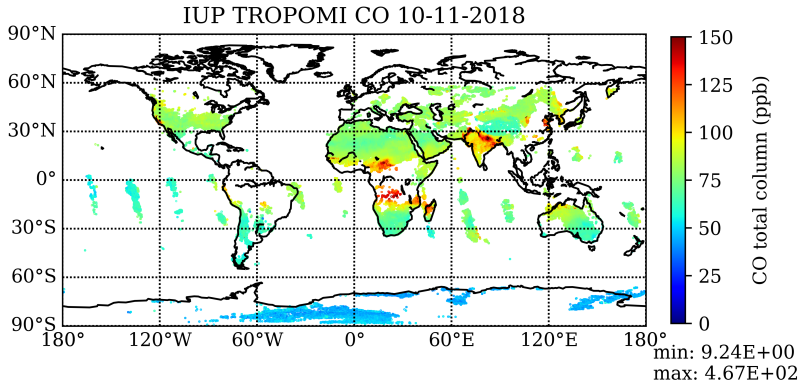 IUP TROPOMI CO 10-11-2018
90°N
60°N
30°N
0°
30°S
60°S
90°S
180° 120°W 60°W 0° 60°E 120°E 180°
150
125
100
75
50
25
0
CO total column (ppb)
min: 9.24E+00
max: 4.67E+02